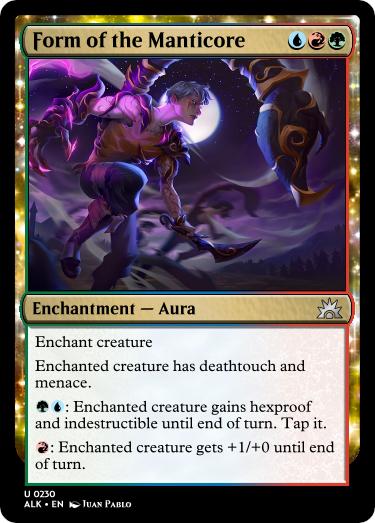 Form of the Manticore
Enchantment — Aura
Enchant creature
Enchanted creature has deathtouch and
menace.
: Enchanted creature gains hexproof
and indestructible until end of turn. Tap it.
: Enchanted creature gets +1/+0 until end
of turn.
U 0230
ALK • EN Juan Pablo